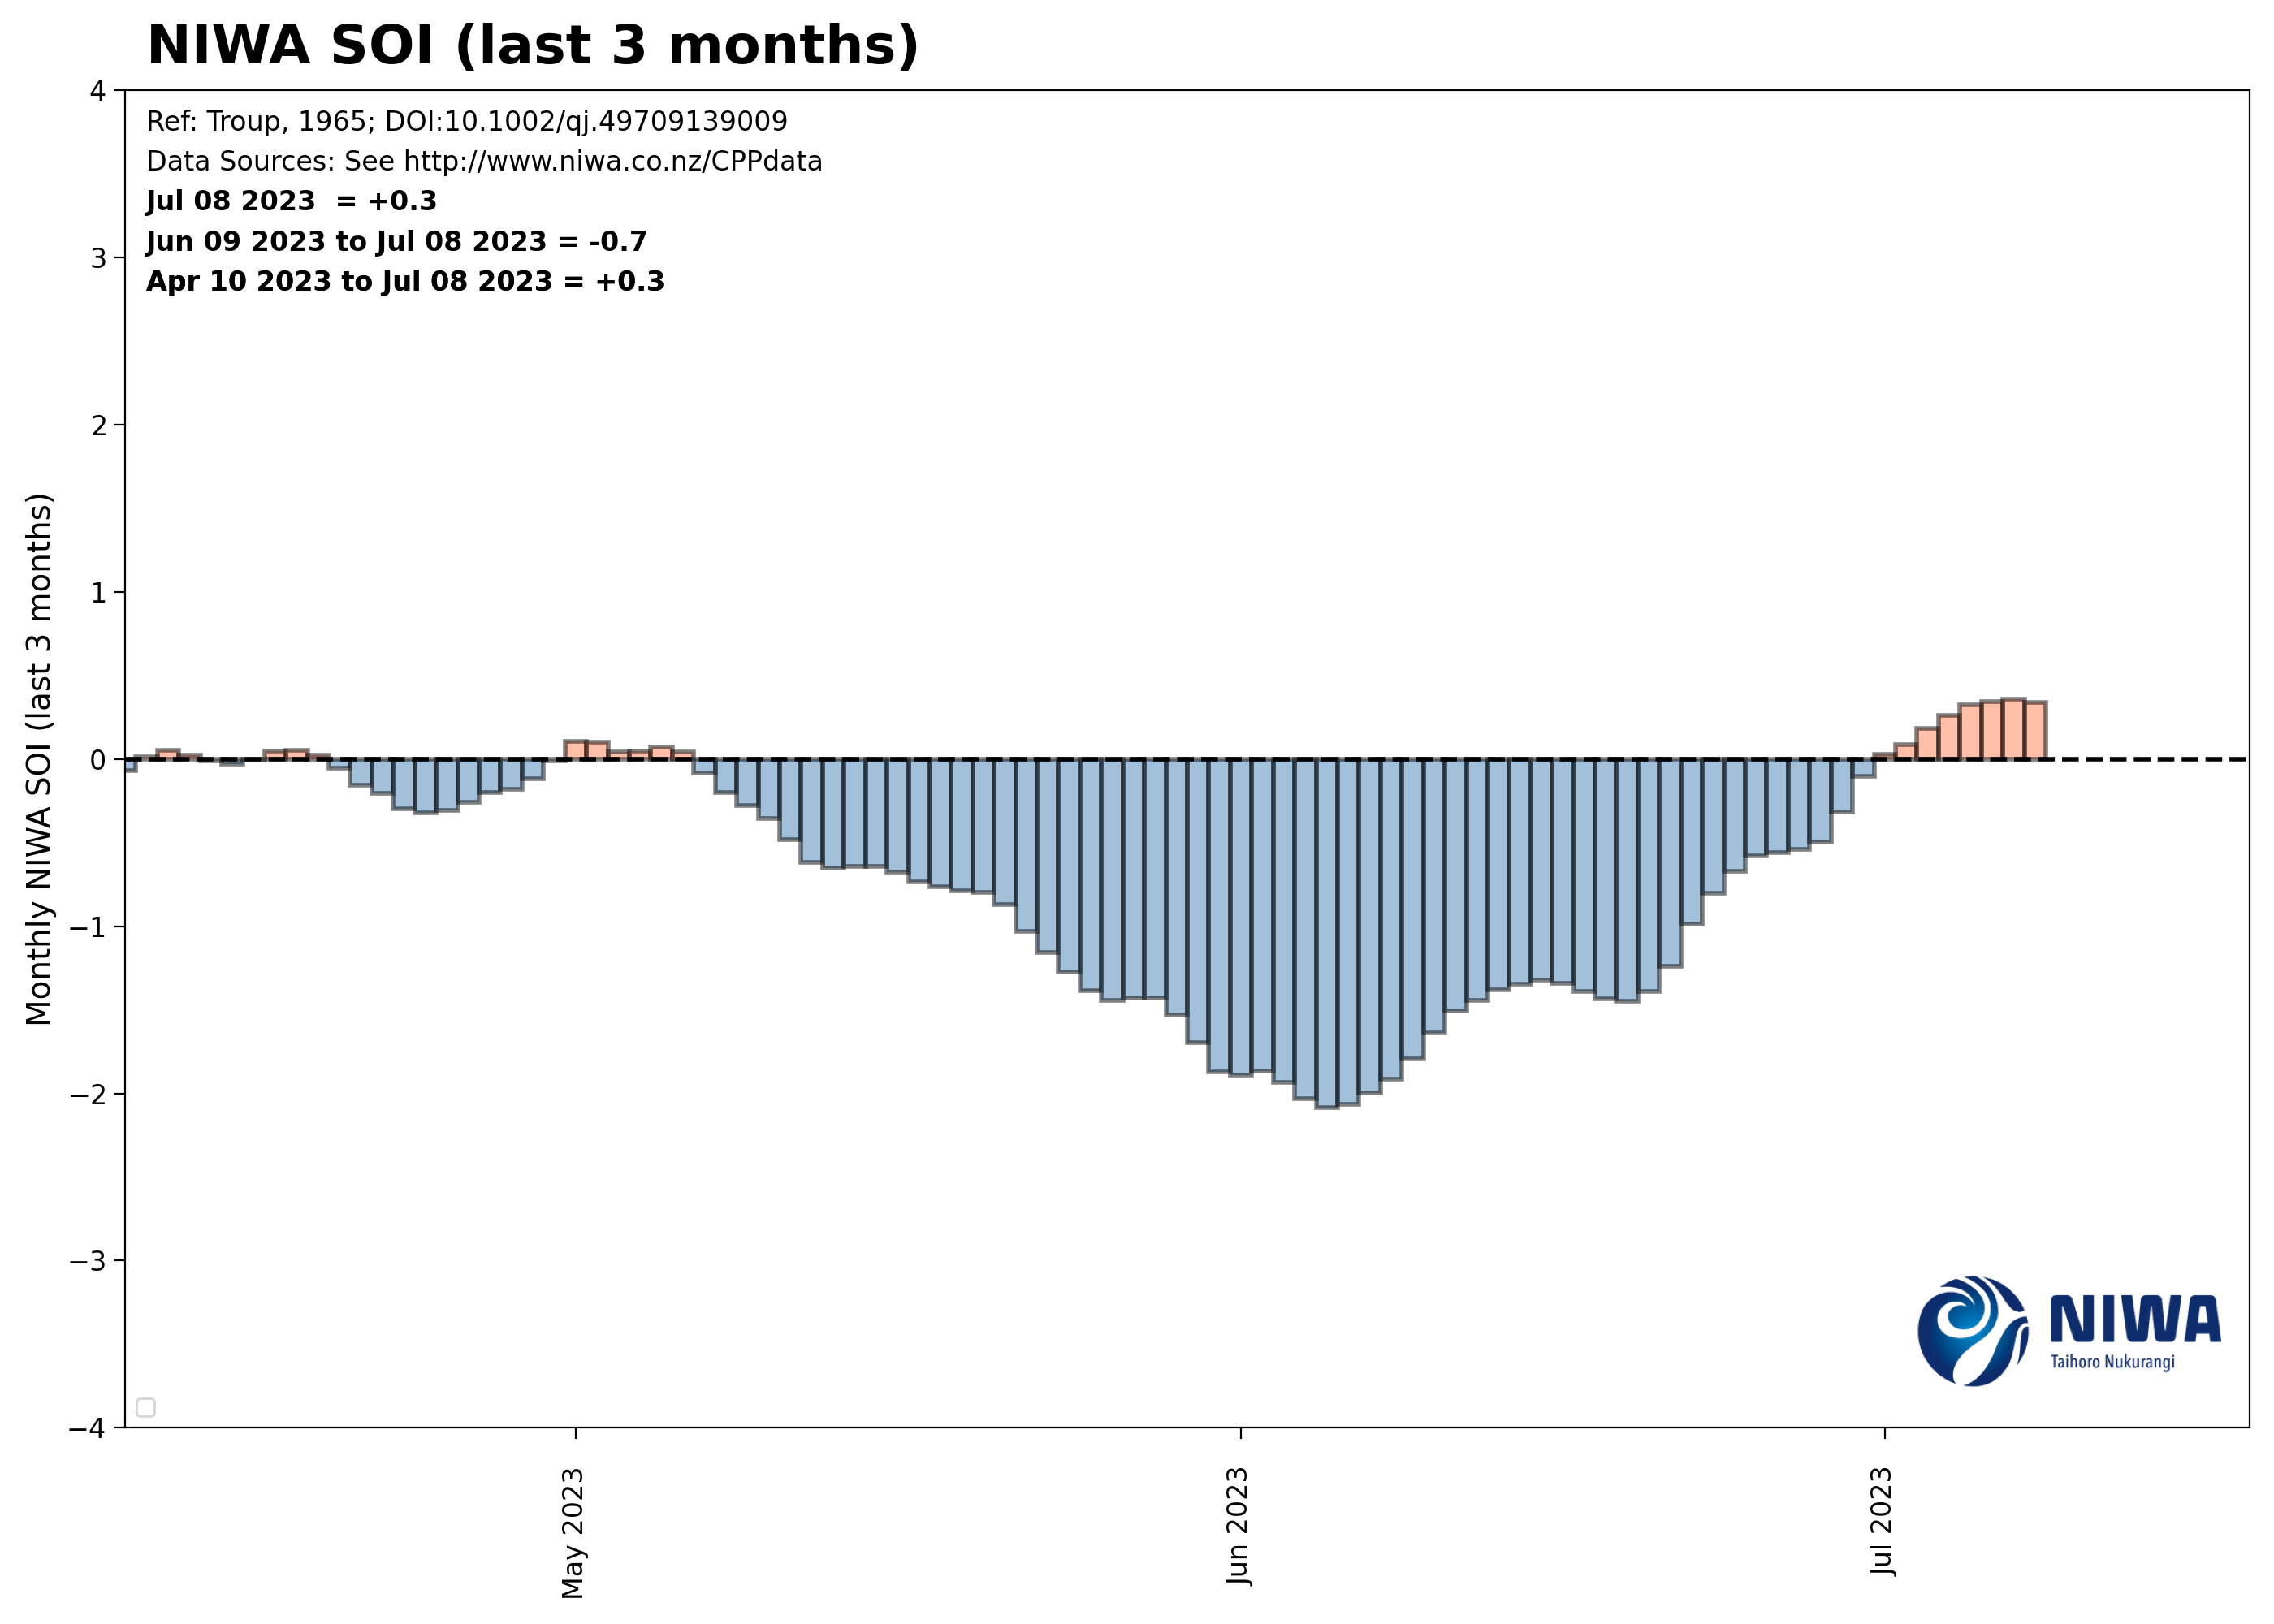 NIWA SOI (last 3 months)
Ref: Troup, 1965; DOI:10.1002/qj.49709139009
Data Sources: See http://www.niwa.co.nz/CPPdata
Jul 08 2023  = +0.3
Jun 09 2023 to Jul 08 2023 = -0.7
Apr 10 2023 to Jul 08 2023 = +0.3
Monthly NIWA SOI (last 3 months)
4
3
2
1
0
−1
−2
−3
−4
NIWA
Taihoro Nukurangi
May 2023
Jun 2023
Jul 2023